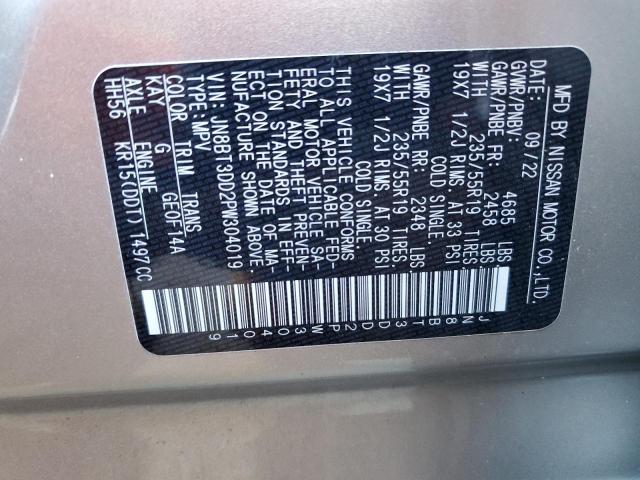 MFD BY NISSAN MOTOR CO.,LTD.
DATE: 09/22
GVWR/PNBV: 4685 LBS
GAWR/PNBE FR: 2458 LBS.
WITH 235/55R19 TIRES
19X7 1/2J RIMS, AT 33 PSI
COLD SINGLE.
GAWR/PNBE RR: 2348 LBS
WITH 235/55R19 TIRES
19X7 1/2J RIMS, AT 30 PSI
COLD SINGLE.
THIS VEHICLE CONFORMS
TO ALL APPLICABLE FED-
ERAL MOTOR VEHICLE SA-
FETY AND THEFT PREVEN-
TION STANDARDS IN EFF-
ECT ON THE DATE OF MA-
NUFACTURE SHOWN ABOVE.
VIN: JN8BT3DD2PW304019
TYPE: MPV
COLOR TRIM TRANS
KAY G GE0F14A
AXLE ENGINE
HH56 KR15(DDT) 1497CC
JN8BT3DD2PW304019